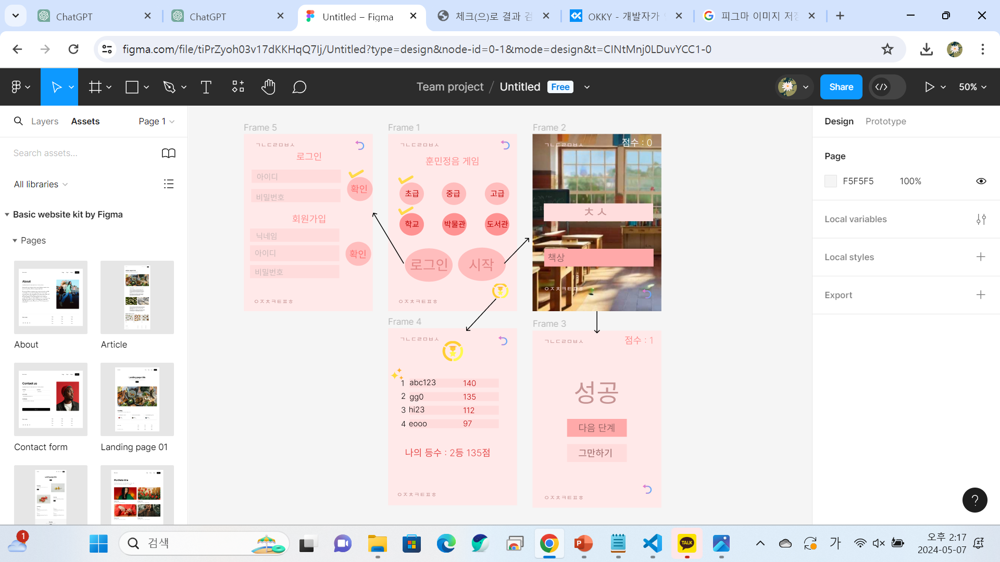 ChatGPT
ChatGPT
Untitled – Figma
체크(으)로 결과 검
OKKY - 개발자가
피그마 이미지 저장
figma.com/file/tiPrZyoh03v17dKKHqQ7Ij/Untitled?type=design&node-id=0-1&mode=design&t=CINtMnj0LDuvYCC1-0
Team project / Untitled Free
Share
50%
Layers Assets Page 1
Search assets...
All libraries
Basic website kit by Figma
Pages
About
Article
Contact form
Landing page 01
About
Contact us
Landing page title
Portfolio title
Frame 5
ㄱㄴㄷㄹㅁㅂㅅ
로그인
아이디
비밀번호
확인
회원가입
닉네임
아이디
비밀번호
확인
ㅇㅈㅊㅋㅌㅍㅎ
Frame 1
ㄱㄴㄷㄹㅁㅂㅅ
훈민정음 게임
초급 중급 고급
학교 박물관 도서관
로그인 시작
ㅇㅈㅊㅋㅌㅍㅎ
Frame 2
ㄱㄴㄷㄹㅁㅂㅅ
점수 : 0
ㅊ ㅅ
책상
ㅇㅈㅊㅋㅌㅍㅎ
Frame 4
ㄱㄴㄷㄹㅁㅂㅅ
1 abc123 140
2 gg0 135
3 hi23 112
4 eooo 97
나의 등수 : 2등 135점
ㅇㅈㅊㅋㅌㅍㅎ
Frame 3
ㄱㄴㄷㄹㅁㅂㅅ
점수 : 1
성공
다음 단계
그만하기
ㅇㅈㅊㅋㅌㅍㅎ
Design Prototype
Page
F5F5F5 100%
Local variables
Local styles
Export
?
1
검색
P
TALK
가
오후 2:17
2024-05-07